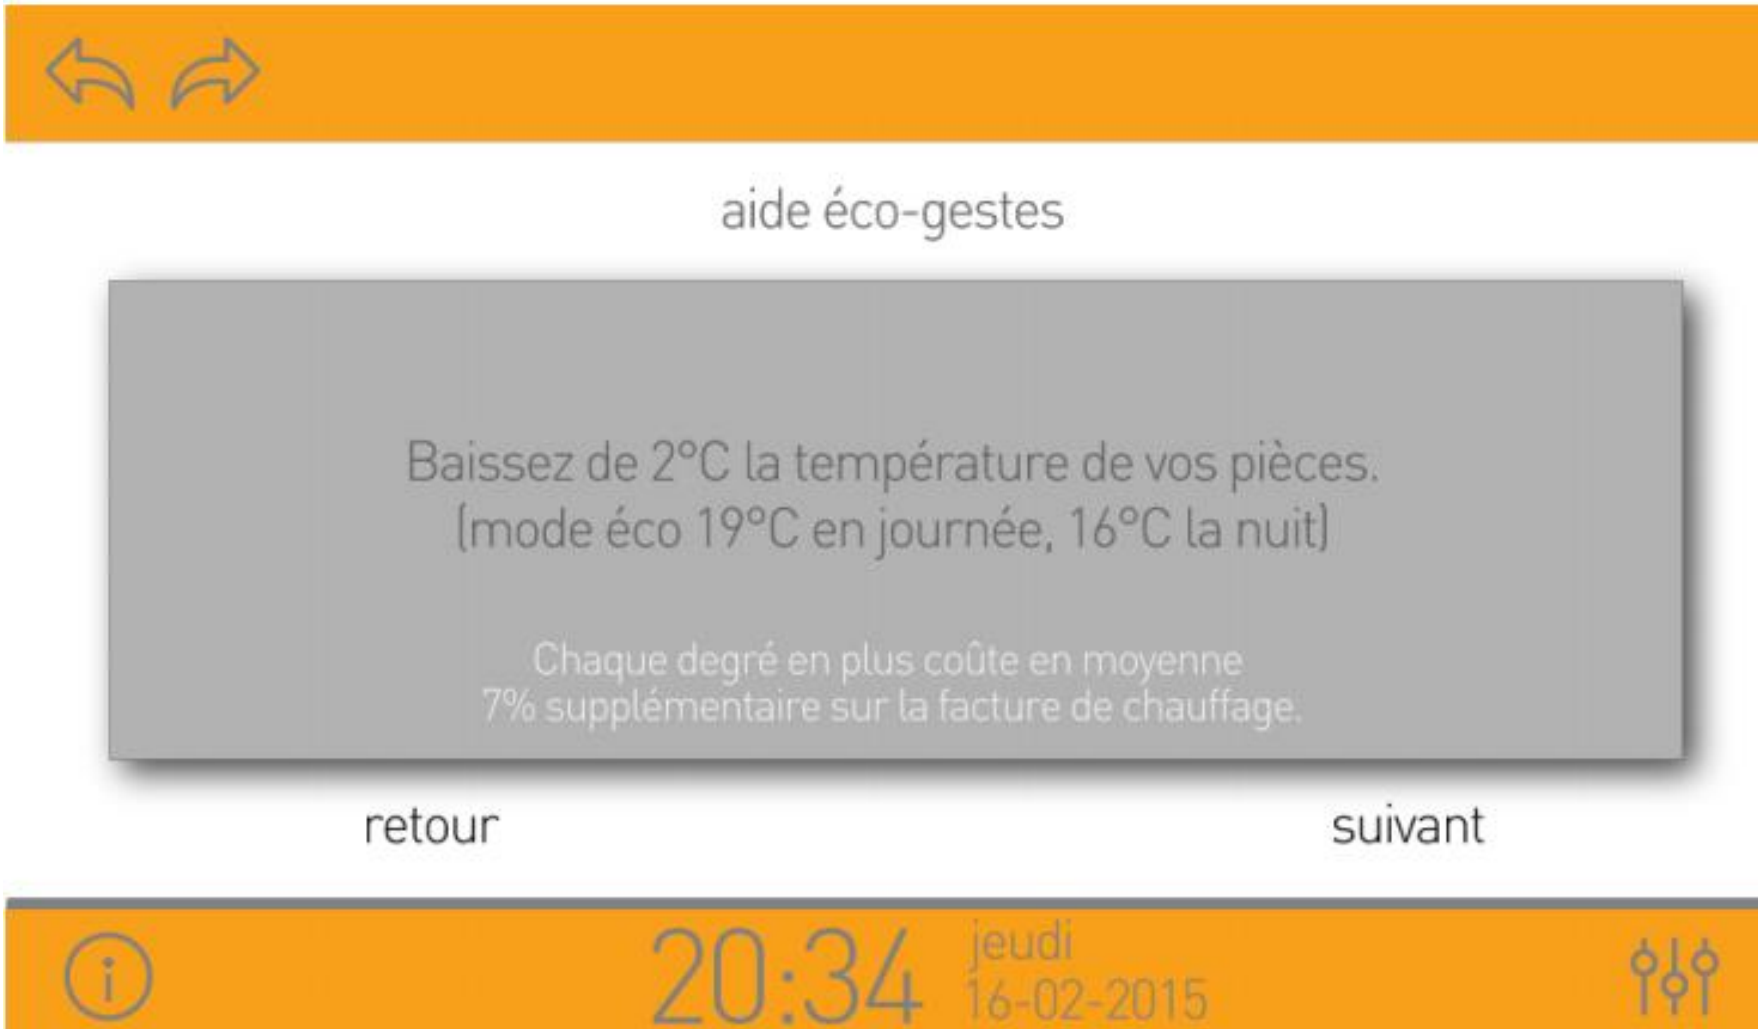 aide éco-gestes
Baissez de 2°C la température de vos pièces.
(mode éco 19°C en journée, 16°C la nuit)
Chaque degré en plus coûte en moyenne
7% supplémentaire sur la facture de chauffage.
retour
suivant
20:34
jeudi
16-02-2015